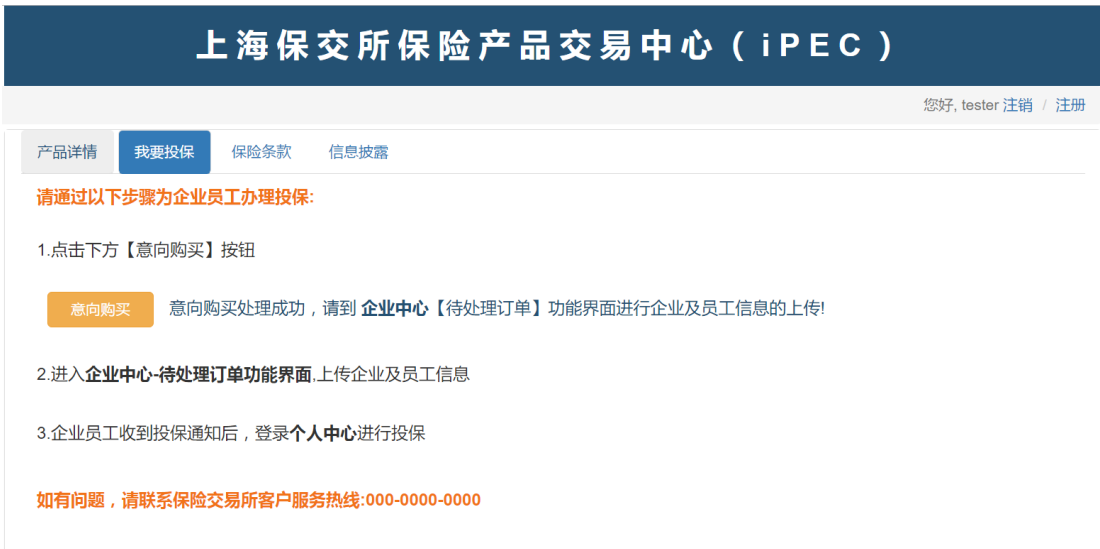 上海保交所保险产品交易中心（iPEC）
您好, tester 注销 / 注册
产品详情 我要投保 保险条款 信息披露
请通过以下步骤为企业员工办理投保:
1.点击下方【意向购买】按钮
意向购买 意向购买处理成功，请到 企业中心【待处理订单】功能界面进行企业及员工信息的上传!
2.进入企业中心-待处理订单功能界面,上传企业及员工信息
3.企业员工收到投保通知后，登录个人中心进行投保
如有问题，请联系保险交易所客户服务热线:000-0000-0000